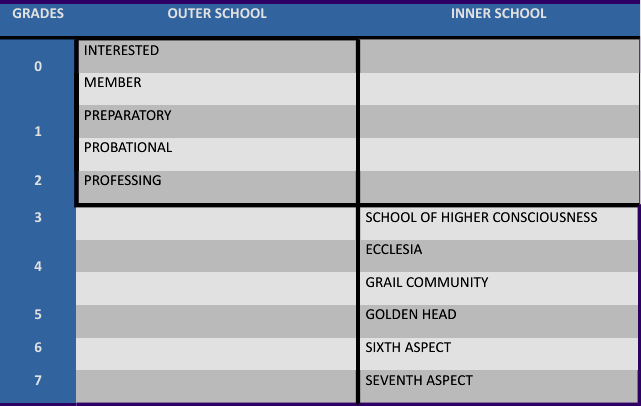 GRADES OUTER SCHOOL INNER SCHOOL
0 INTERESTED
MEMBER
1 PREPARATORY
PROBATIONAL
2 PROFESSING
3 SCHOOL OF HIGHER CONSCIOUSNESS
4 ECCLESIA
GRAIL COMMUNITY
5 GOLDEN HEAD
6 SIXTH ASPECT
7 SEVENTH ASPECT